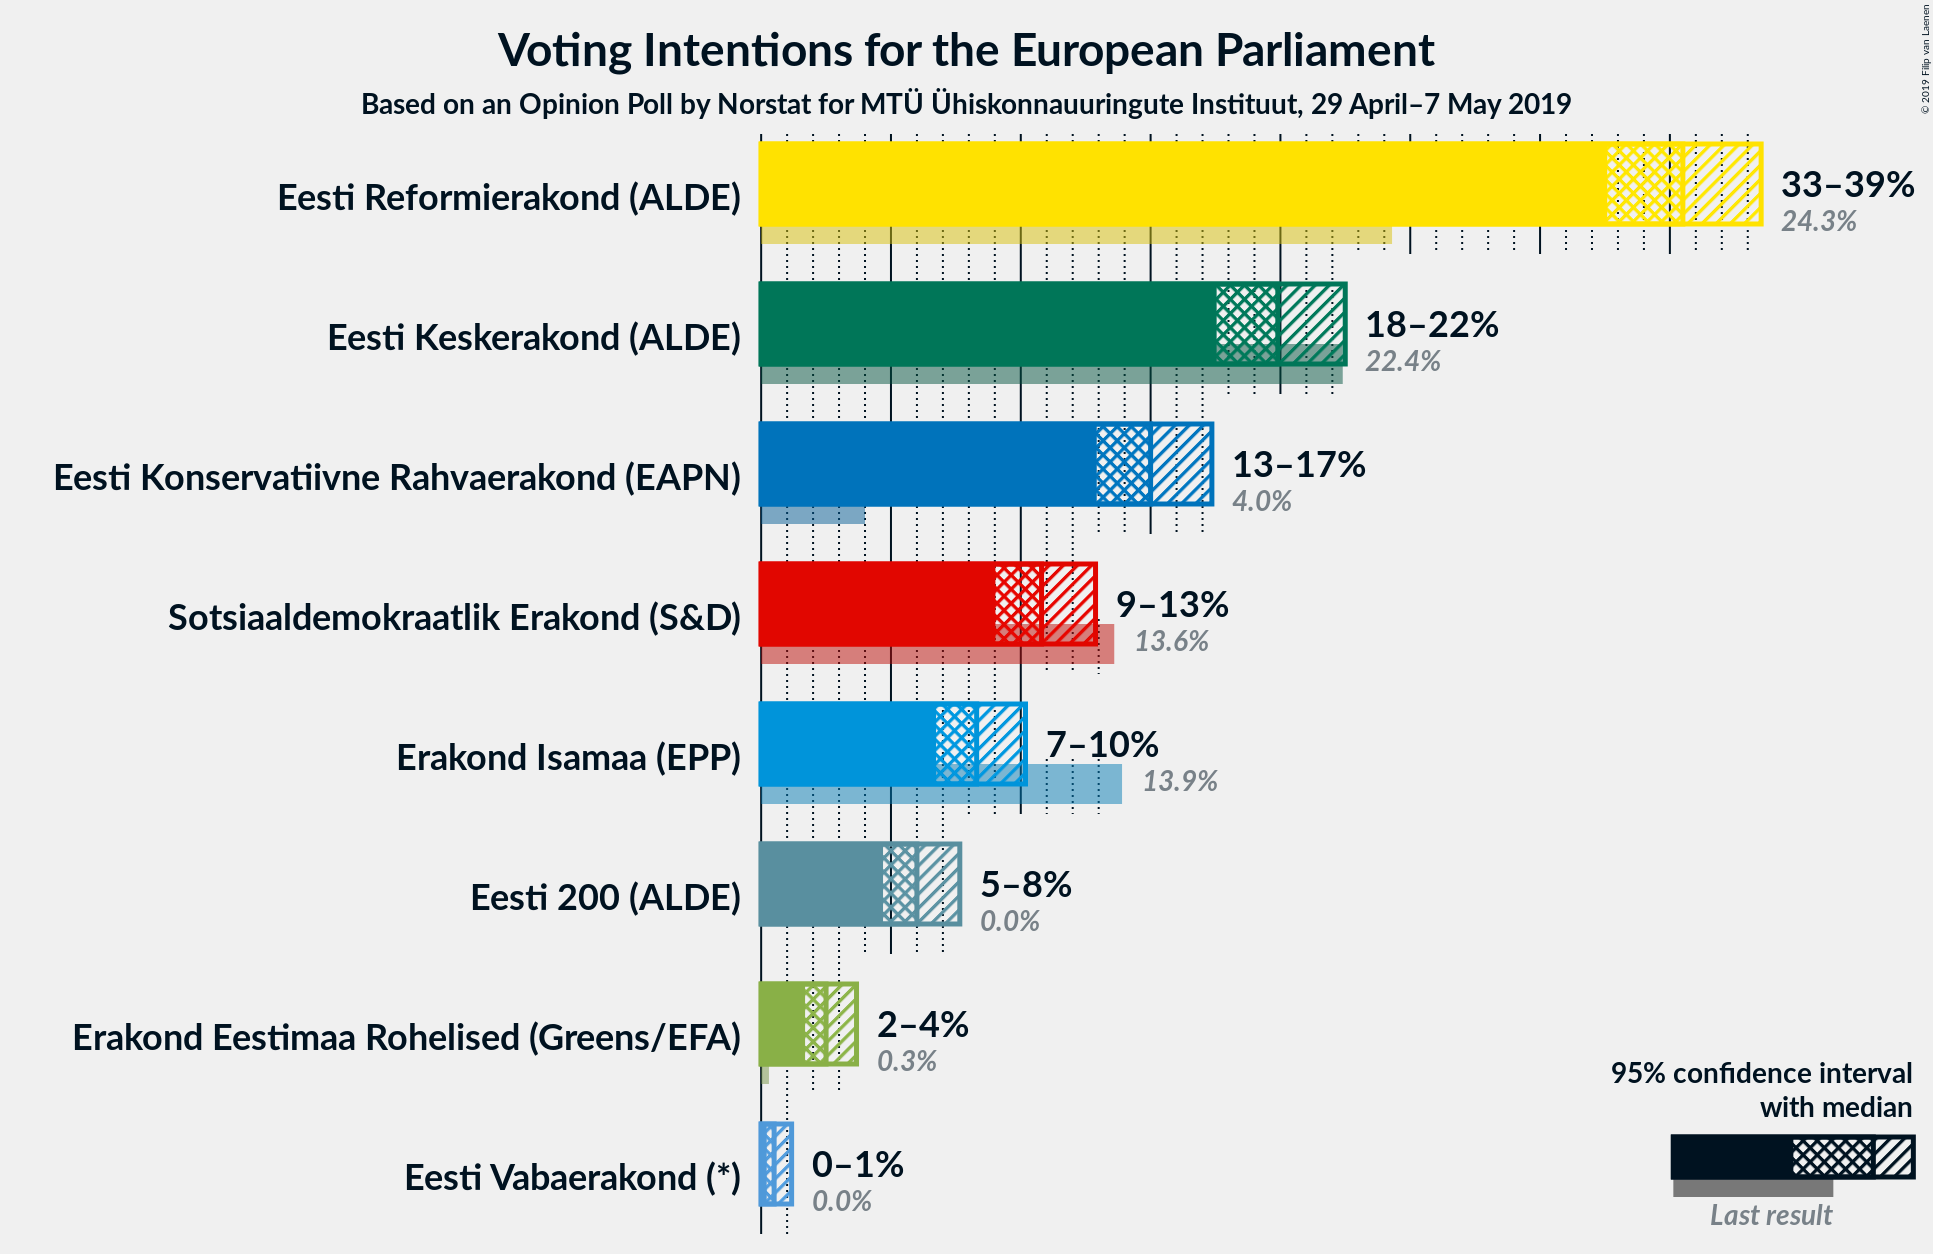 Voting Intentions for the European Parliament
Based on an Opinion Poll by Norstat for MTÜ Ühiskonnauuringute Instituut, 29 April–7 May 2019
© 2019 Filip van Laenen
Eesti Reformierakond (ALDE)
33–39%
24.3%
Eesti Keskerakond (ALDE)
18–22%
22.4%
Eesti Konservatiivne Rahvaerakond (EAPN)
13–17%
4.0%
Sotsiaaldemokraatlik Erakond (S&D)
9–13%
13.6%
Erakond Isamaa (EPP)
7–10%
13.9%
Eesti 200 (ALDE)
5–8%
0.0%
Erakond Eestimaa Rohelised (Greens/EFA)
2–4%
0.3%
Eesti Vabaerakond (*)
0–1%
0.0%
95% confidence interval
with median
Last result